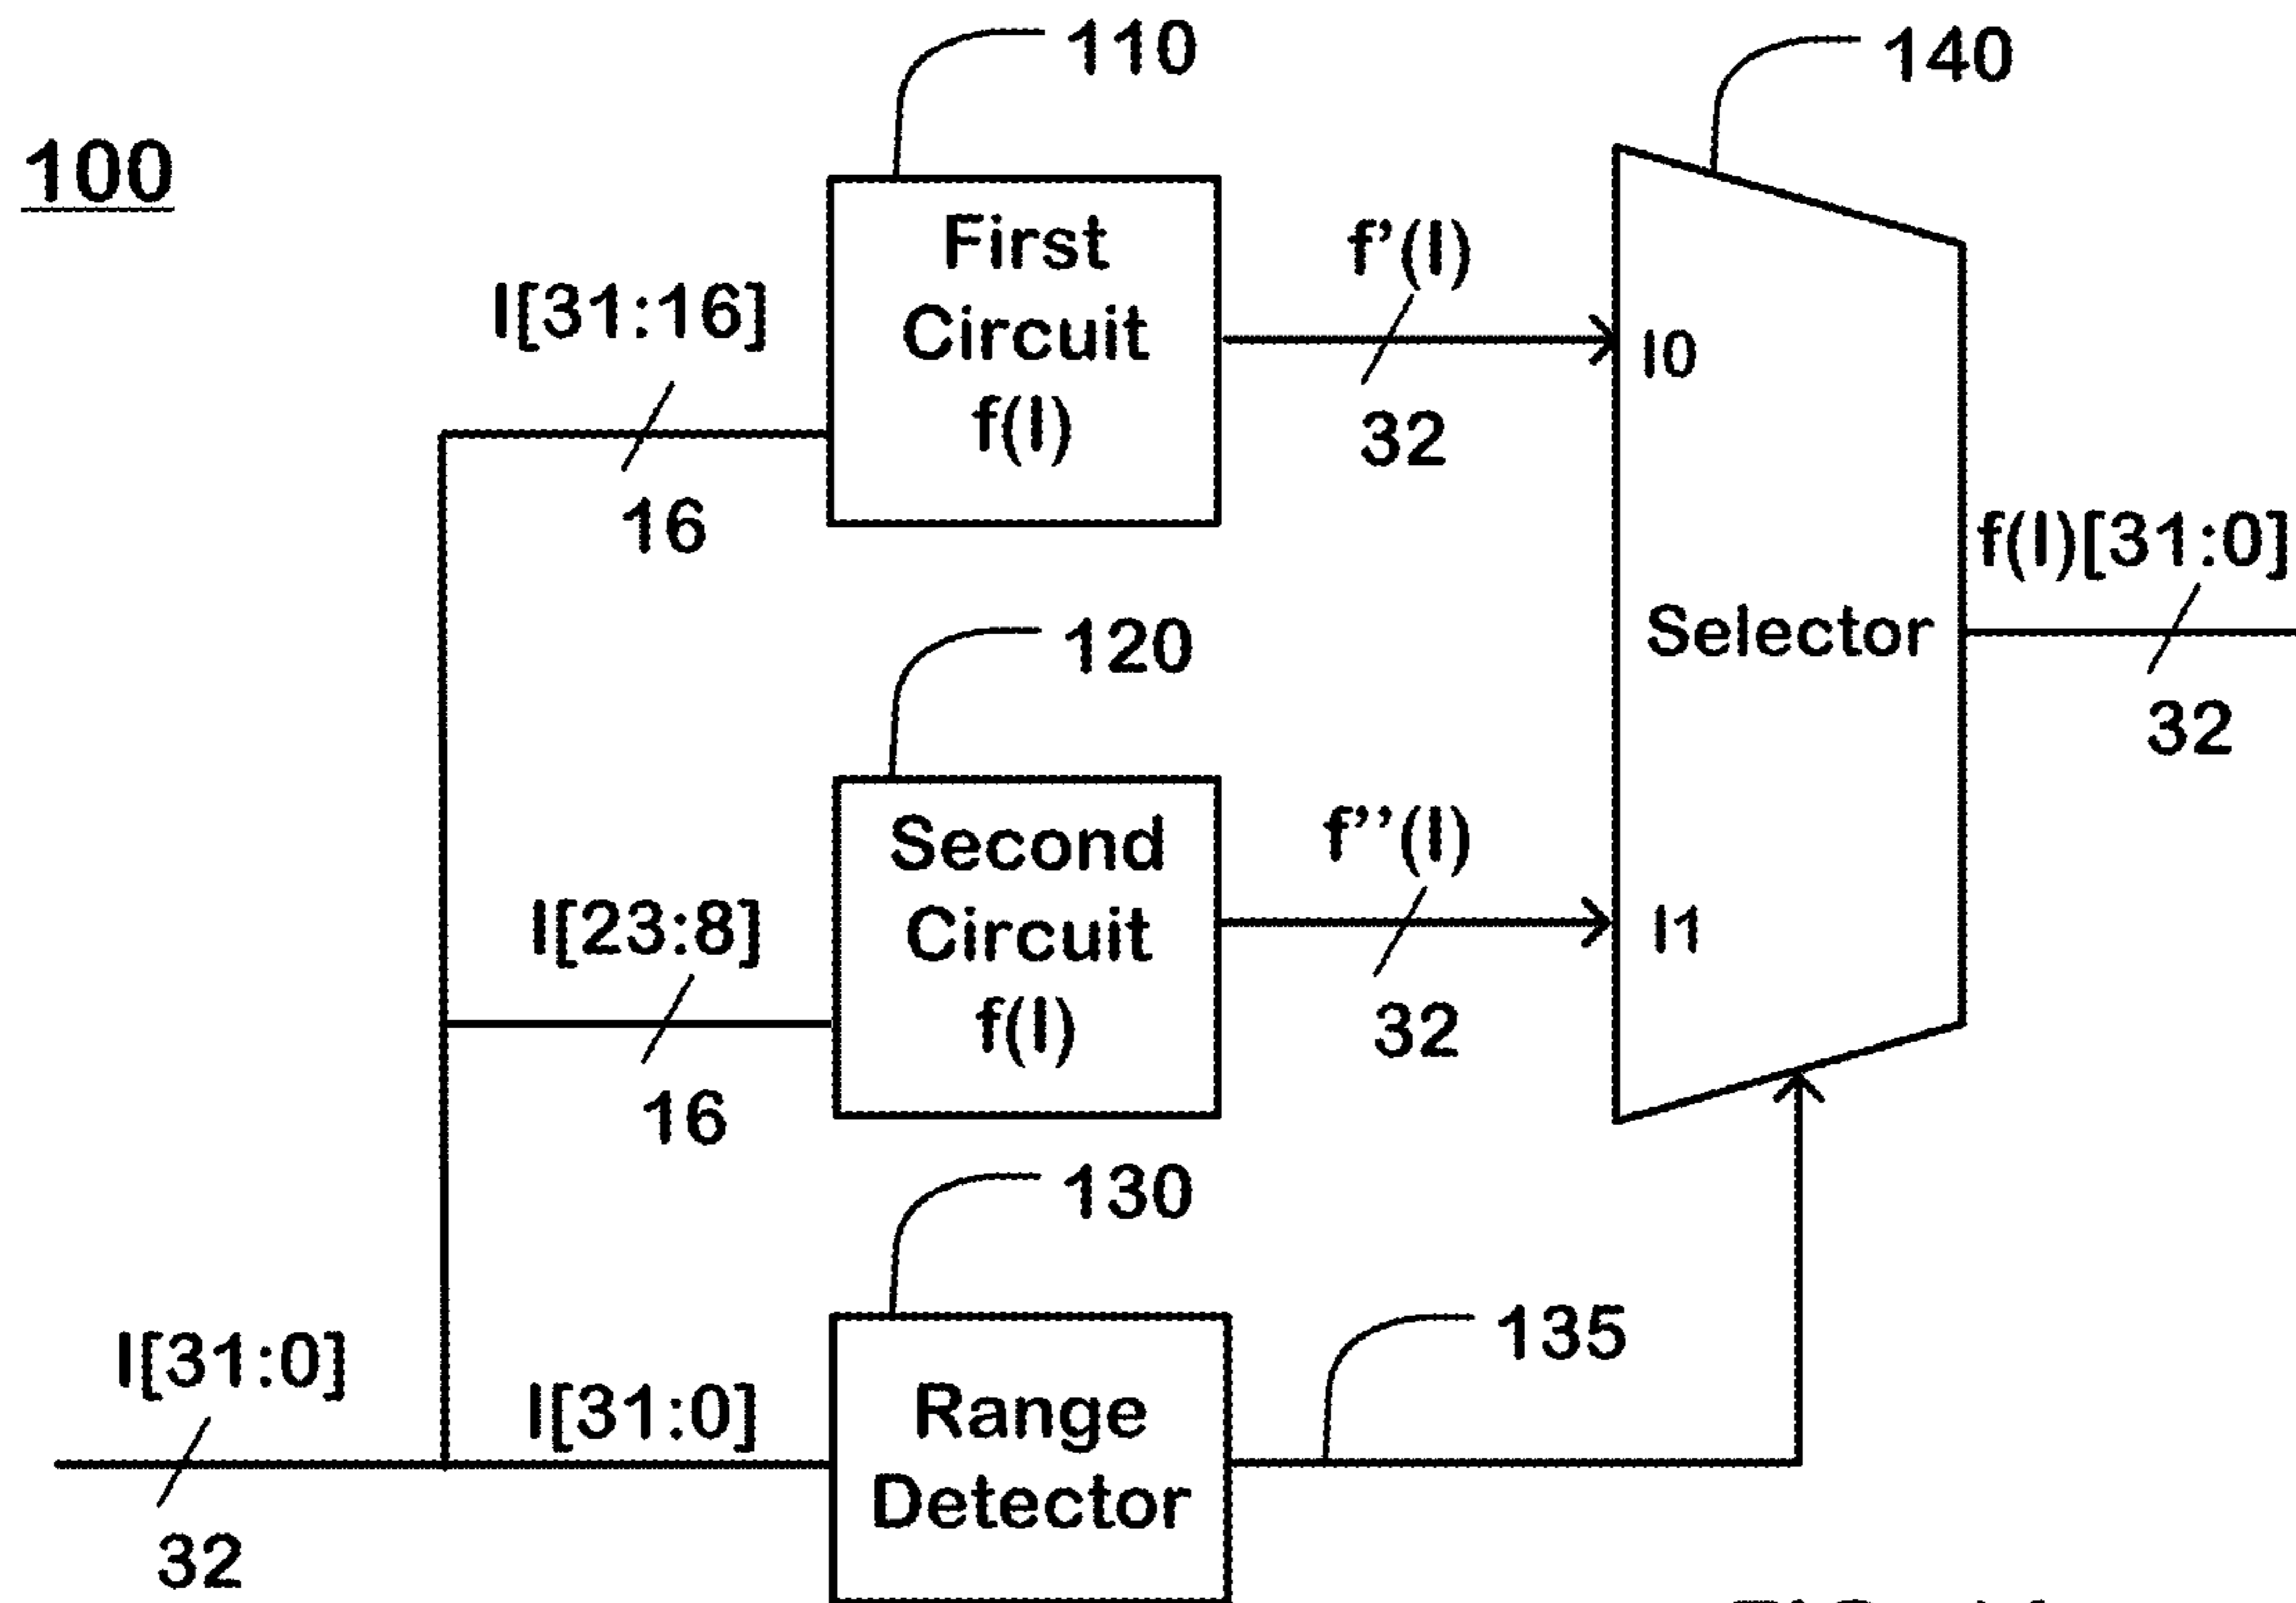 100
110
140
First
Circuit
f(I)
I[31:16]
16
f'(I)
32
I0
Selector
f(I)[31:0]
32
120
Second
Circuit
f(I)
I[23:8]
16
f''(I)
32
I1
130
Range
Detector
I[31:0]
32
I[31:0]
135